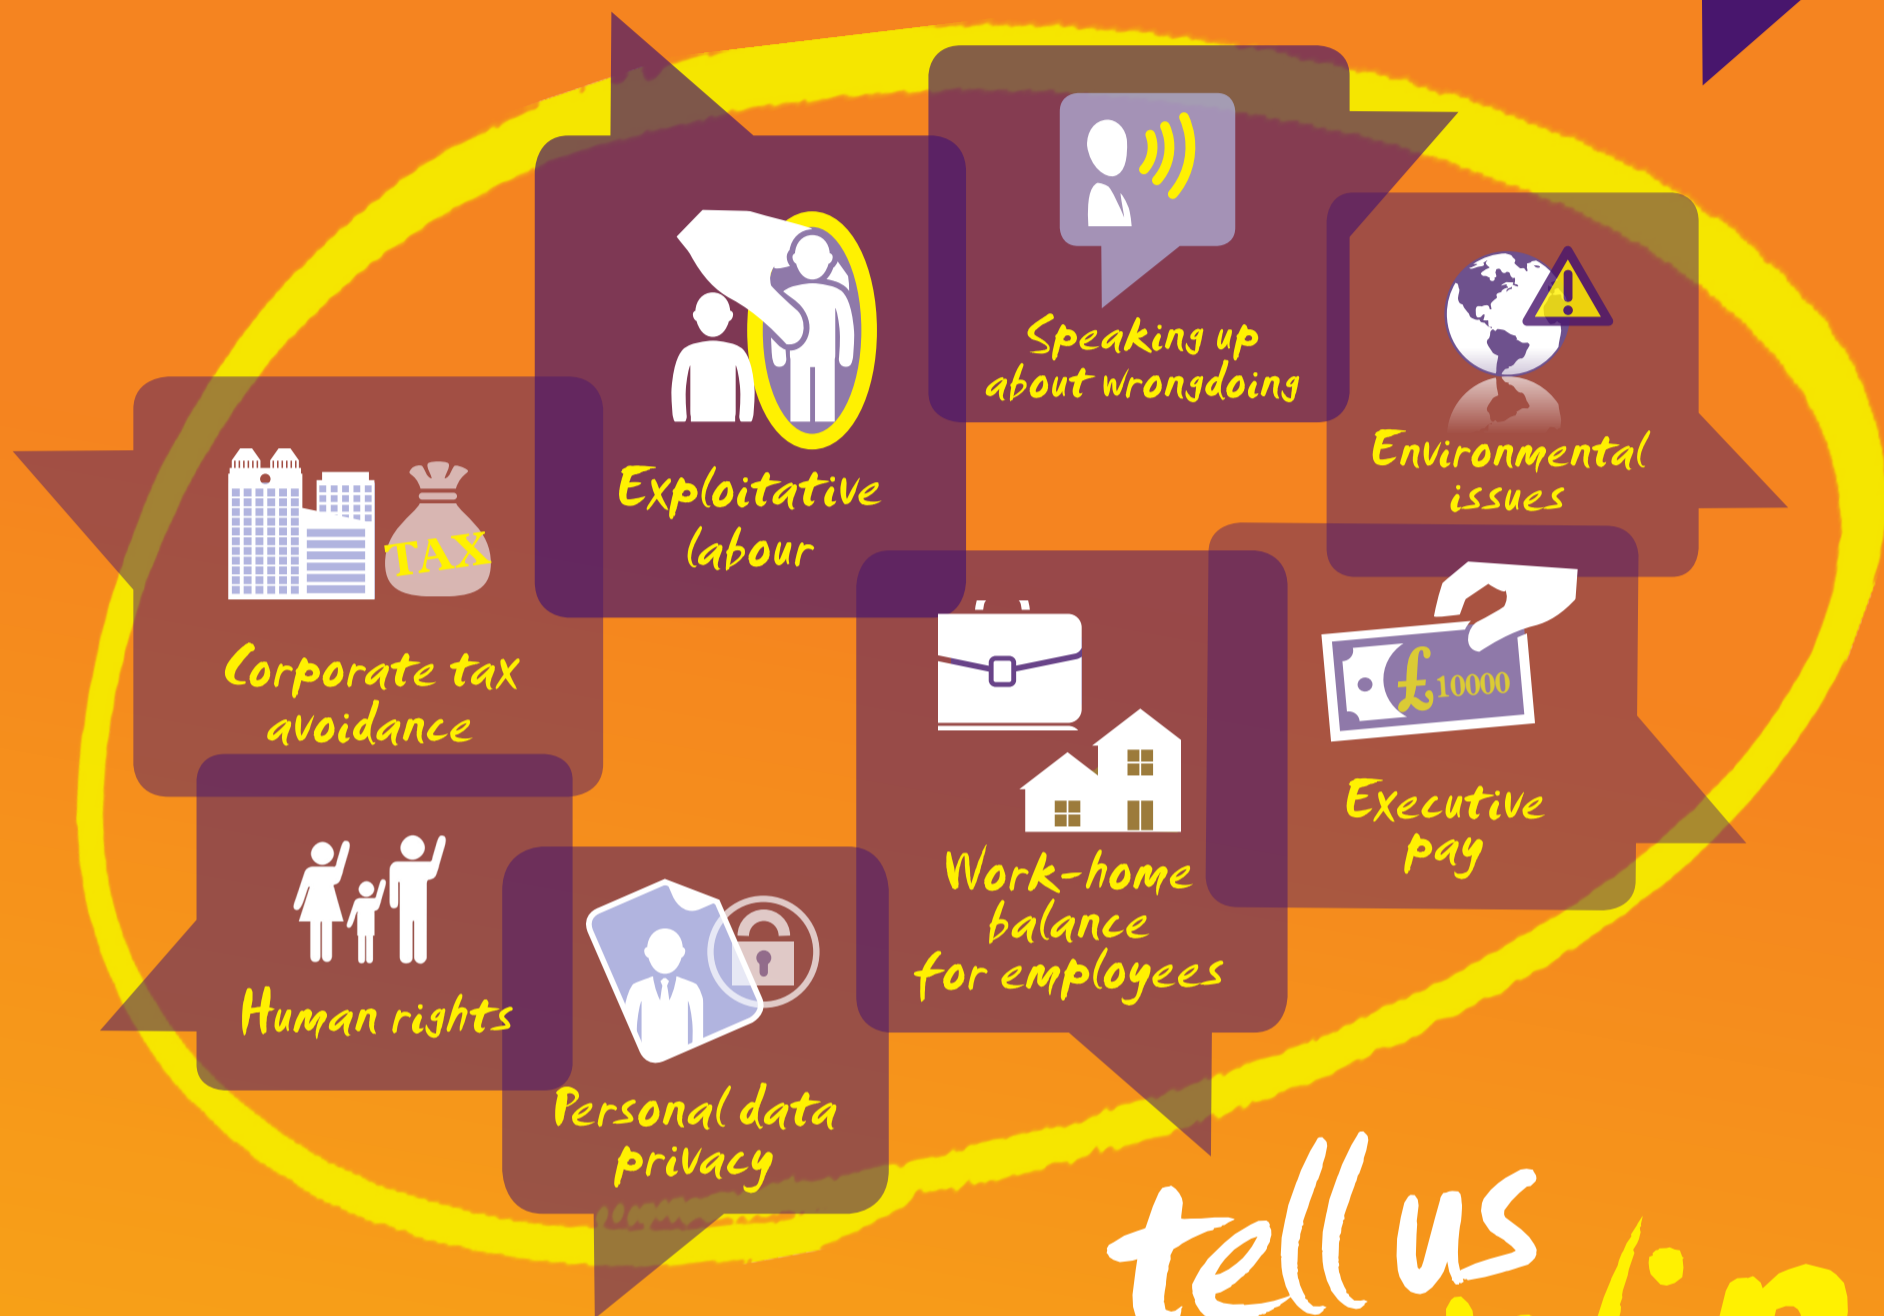 Speaking up
about wrongdoing
Environmental
issues
Exploitative
labour
TAX
Corporate tax
avoidance
£10000
Executive
pay
Work-home
balance
for employees
Human rights
Personal data
privacy
tell us